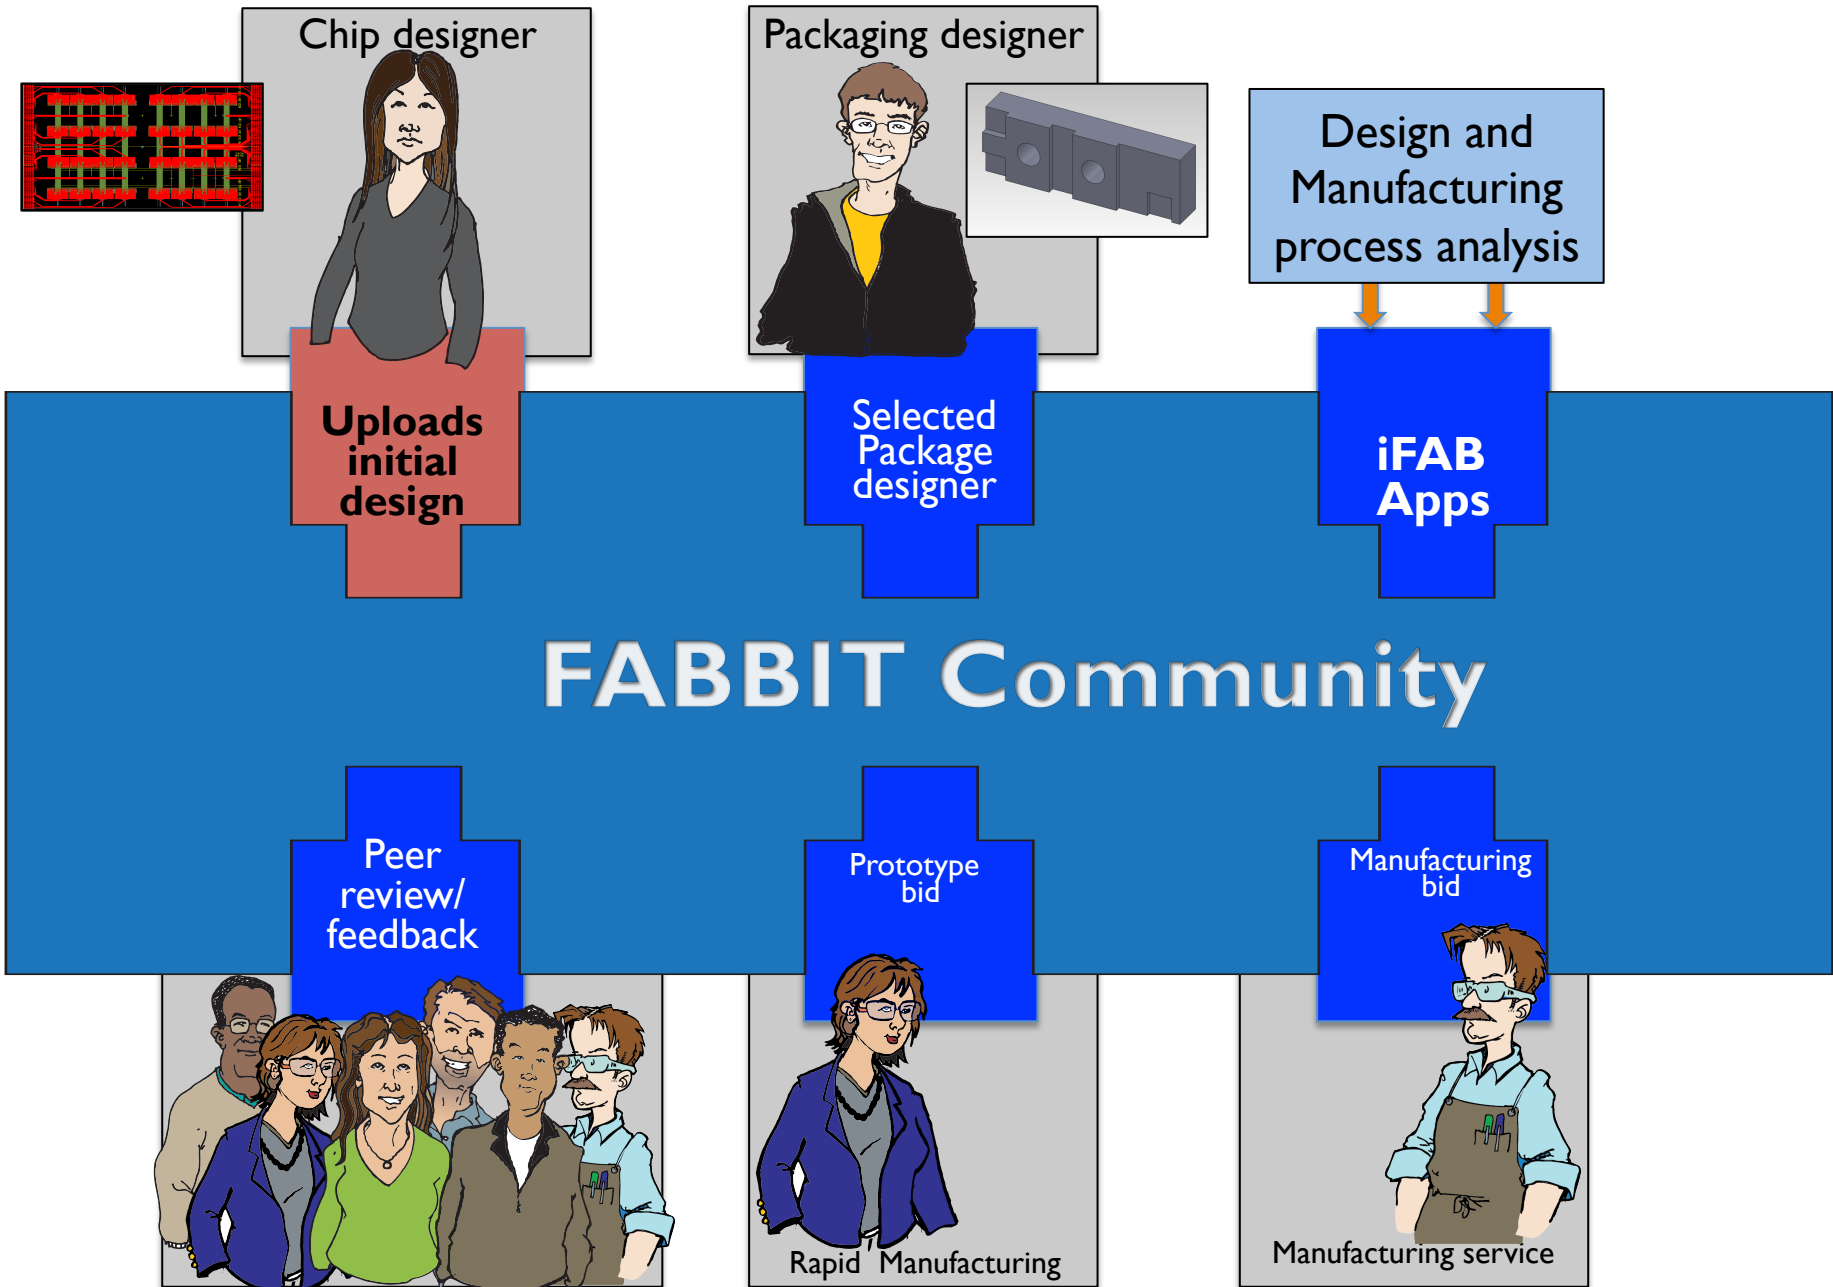 Chip designer
Packaging designer
Design and
Manufacturing
process analysis
Uploads
initial
design
Selected
Package
designer
iFAB
Apps
FABBIT Community
Peer
review/
feedback
Prototype
bid
Manufacturing
bid
Rapid Manufacturing
Manufacturing service